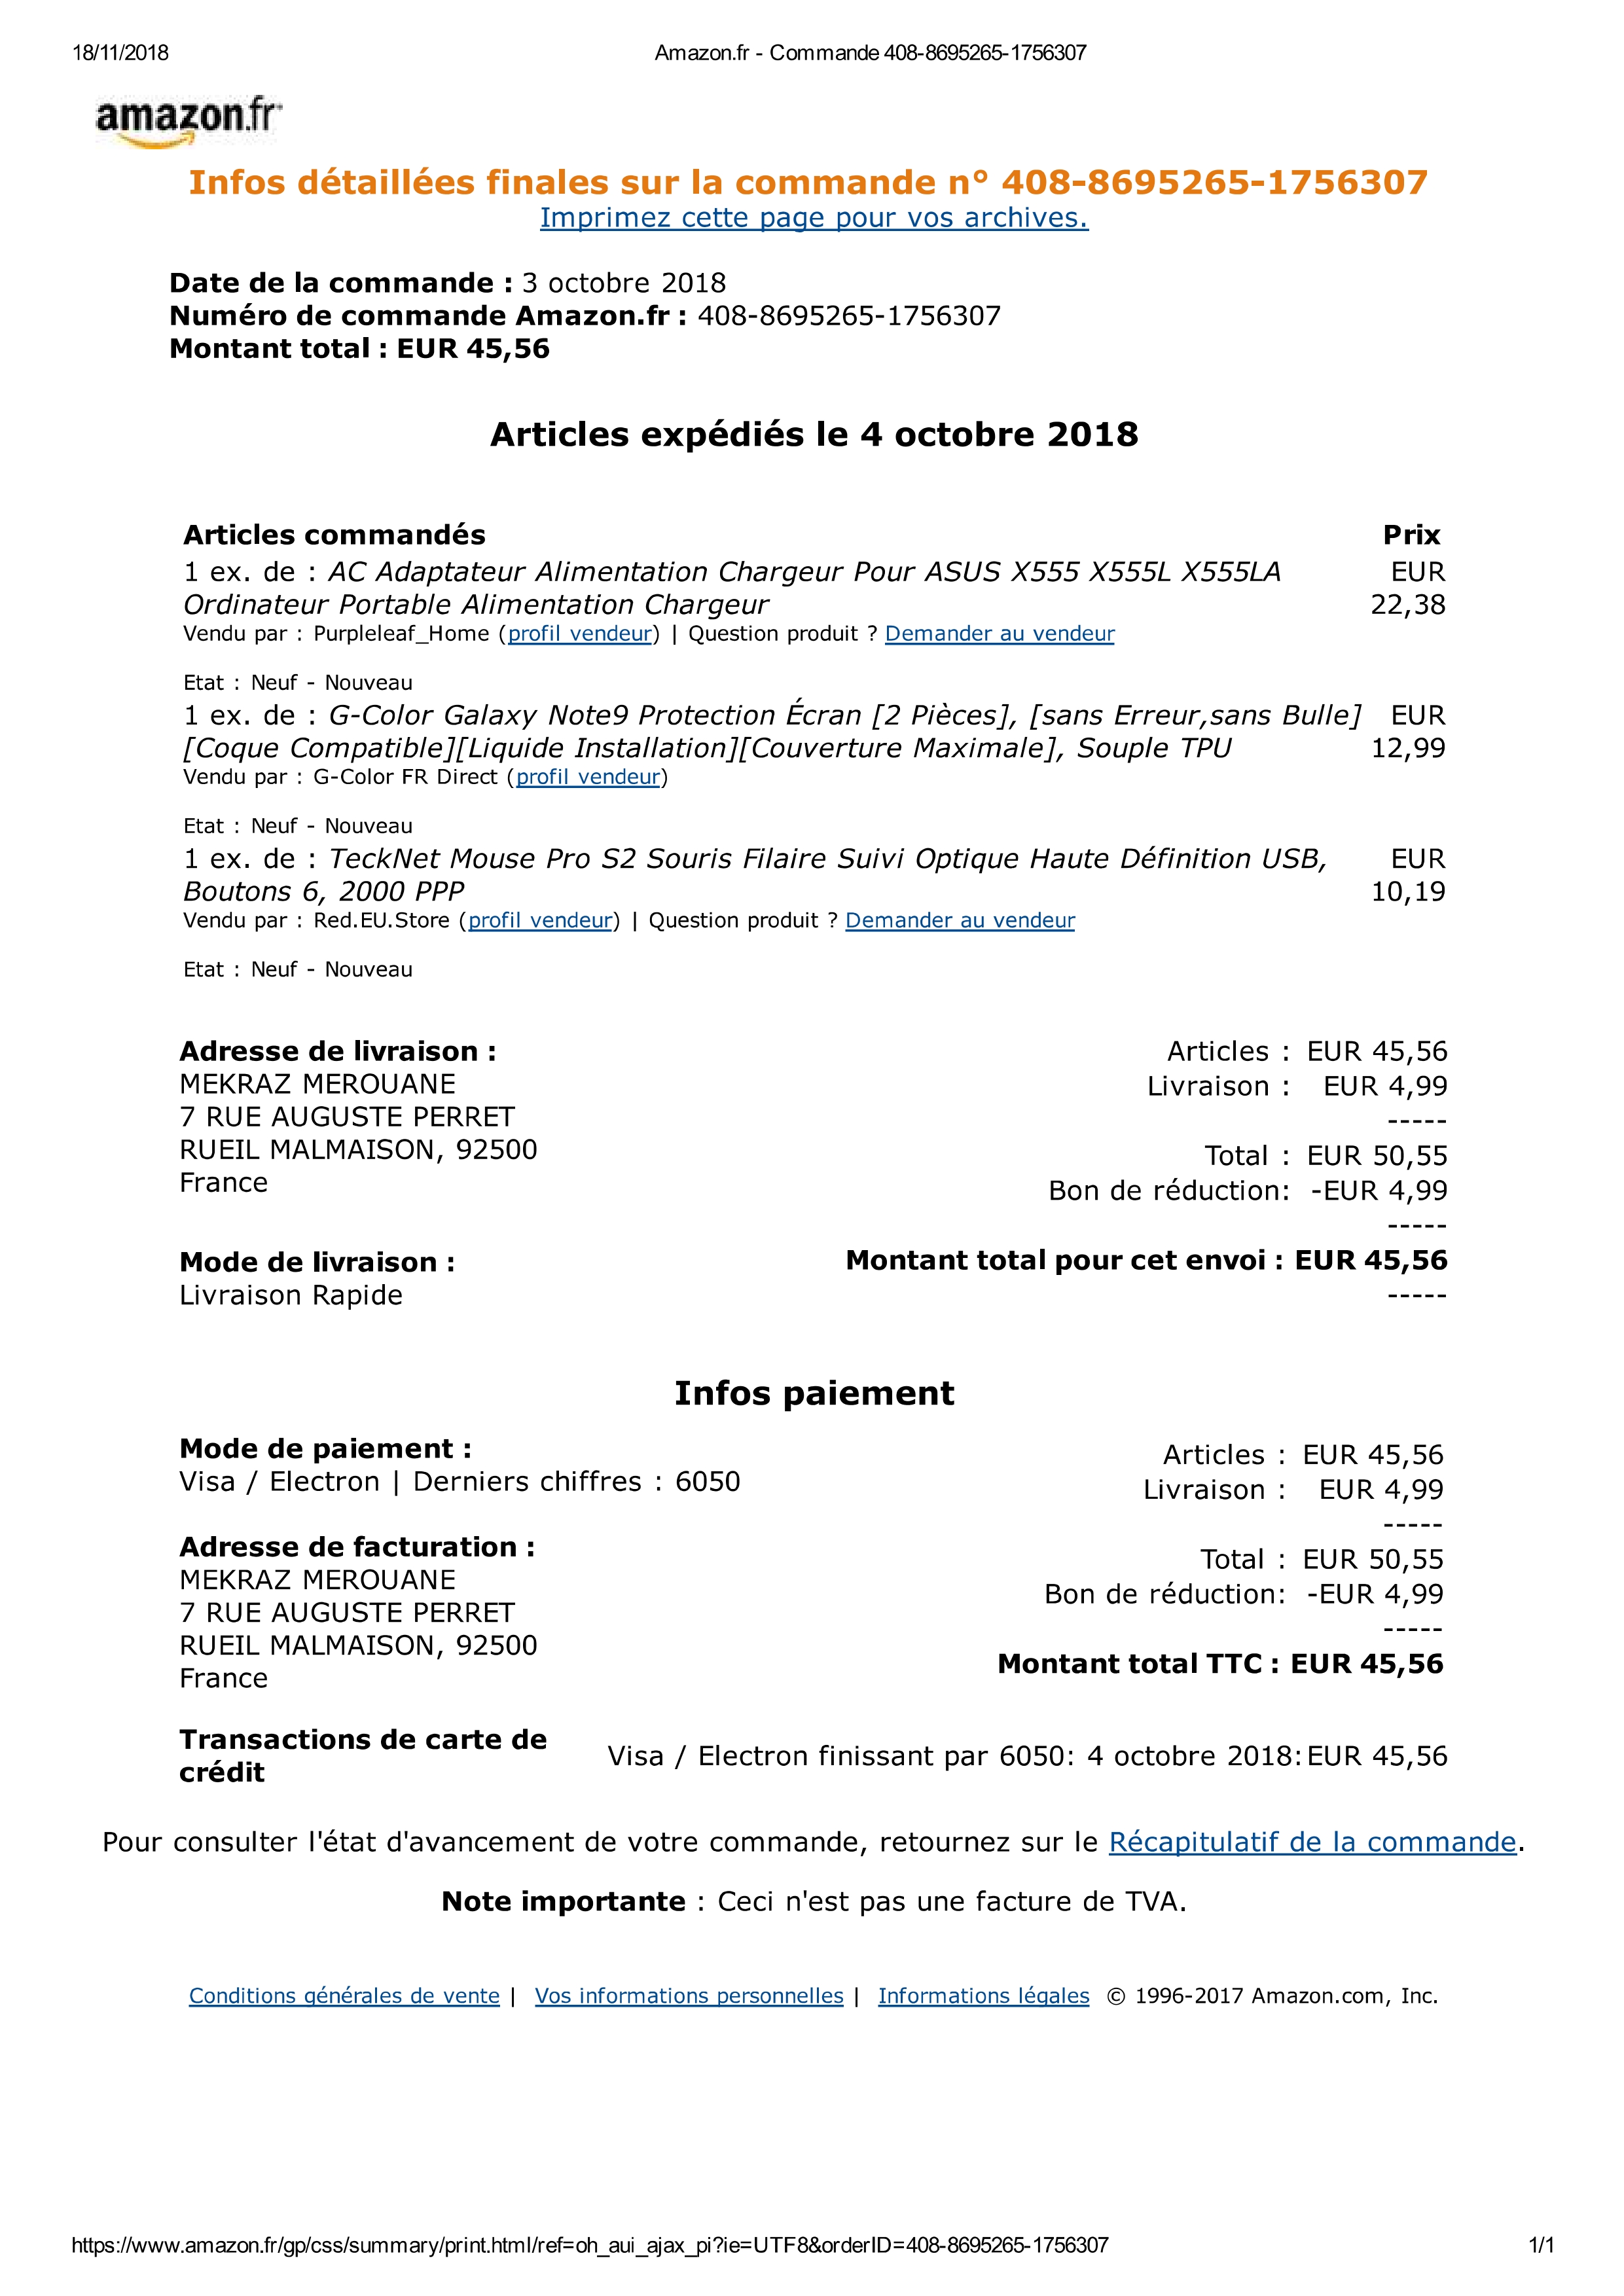 18/11/2018
Amazon.fr - Commande 408-8695265-1756307
amazon.fr
Infos détaillées finales sur la commande n° 408-8695265-1756307
Imprimez cette page pour vos archives.
Date de la commande : 3 octobre 2018
Numéro de commande Amazon.fr : 408-8695265-1756307
Montant total : EUR 45,56
Articles expédiés le 4 octobre 2018
Articles commandés Prix
1 ex. de : AC Adaptateur Alimentation Chargeur Pour ASUS X555 X555L X555LA EUR
Ordinateur Portable Alimentation Chargeur 22,38
Vendu par : Purpleleaf_Home (profil vendeur) | Question produit ? Demander au vendeur
Etat : Neuf - Nouveau
1 ex. de : G-Color Galaxy Note9 Protection Écran [2 Pièces], [sans Erreur,sans Bulle] EUR
[Coque Compatible][Liquide Installation][Couverture Maximale], Souple TPU 12,99
Vendu par : G-Color FR Direct (profil vendeur)
Etat : Neuf - Nouveau
1 ex. de : TeckNet Mouse Pro S2 Souris Filaire Suivi Optique Haute Définition USB, EUR
Boutons 6, 2000 PPP 10,19
Vendu par : Red.EU.Store (profil vendeur) | Question produit ? Demander au vendeur
Etat : Neuf - Nouveau
Adresse de livraison :
MEKRAZ MEROUANE
7 RUE AUGUSTE PERRET
RUEIL MALMAISON, 92500
France
Mode de livraison :
Livraison Rapide
Articles : EUR 45,56
Livraison : EUR 4,99
-----
Total : EUR 50,55
Bon de réduction: -EUR 4,99
-----
Montant total pour cet envoi : EUR 45,56
-----
Infos paiement
Mode de paiement :
Visa / Electron | Derniers chiffres : 6050
Adresse de facturation :
MEKRAZ MEROUANE
7 RUE AUGUSTE PERRET
RUEIL MALMAISON, 92500
France
Articles : EUR 45,56
Livraison : EUR 4,99
-----
Total : EUR 50,55
Bon de réduction: -EUR 4,99
-----
Montant total TTC : EUR 45,56
Transactions de carte de
crédit
Visa / Electron finissant par 6050: 4 octobre 2018: EUR 45,56
Pour consulter l'état d'avancement de votre commande, retournez sur le Récapitulatif de la commande.
Note importante : Ceci n'est pas une facture de TVA.
Conditions générales de vente | Vos informations personnelles | Informations légales © 1996-2017 Amazon.com, Inc.
https://www.amazon.fr/gp/css/summary/print.html/ref=oh_aui_ajax_pi?ie=UTF8&orderID=408-8695265-1756307
1/1